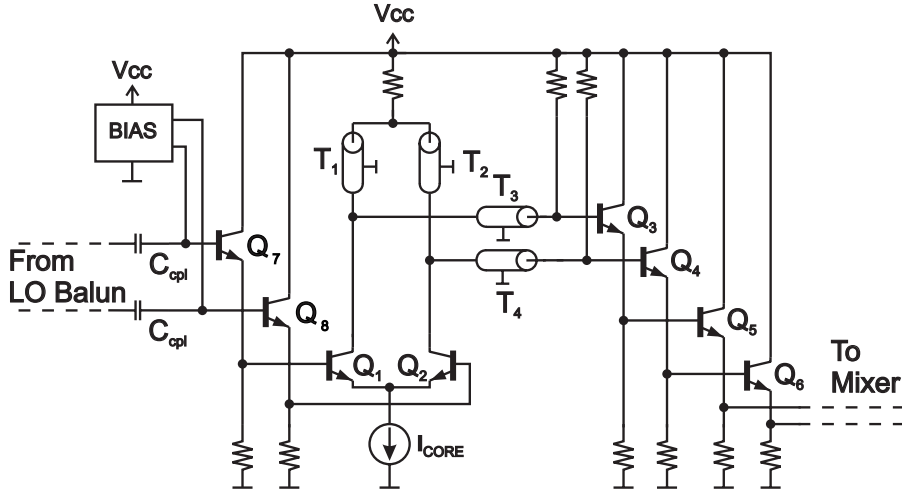 Vcc
Vcc
BIAS
T1
T2
T3
Q3
Q7
Q4
From
LO Balun
Ccpl
T4
Q8
Q5
Ccpl
Q1
Q2
Q6
To
Mixer
ICORE